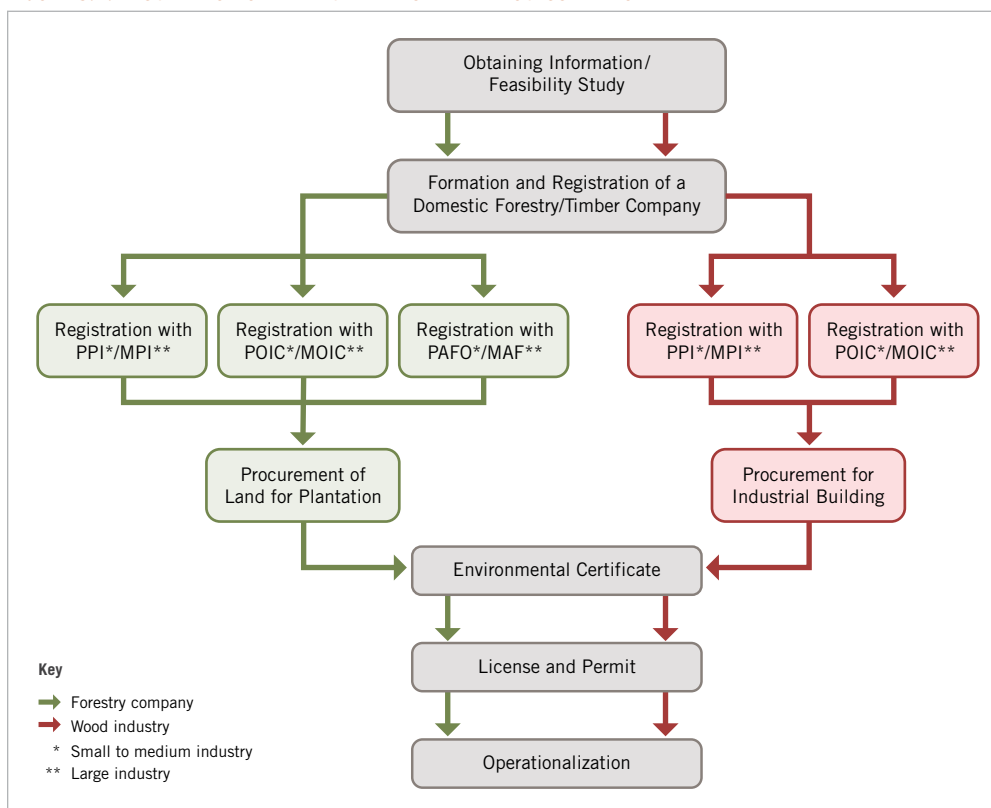 Obtaining Information/
Feasibility Study
Formation and Registration of a
Domestic Forestry/Timber Company
Registration with
PPI*/MPI**
Registration with
POIC*/MOIC**
Registration with
PAFO*/MAF**
Registration with
PPI*/MPI**
Registration with
POIC*/MOIC**
Procurement of
Land for Plantation
Procurement for
Industrial Building
Environmental Certificate
License and Permit
Operationalization
Key
Forestry company
Wood industry
* Small to medium industry
** Large industry